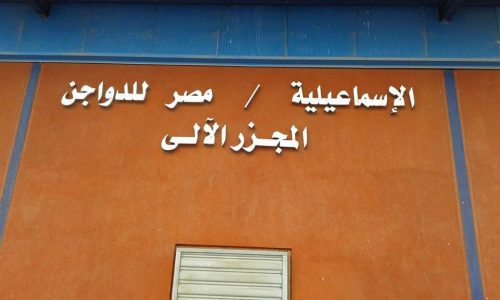 الإسماعيلية / مصر للدواجن
المجزر الآلى